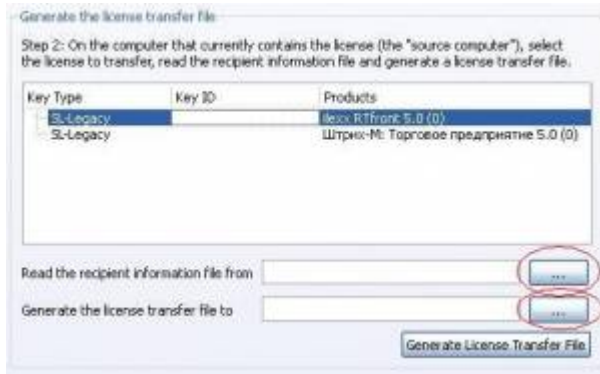 Generate the license transfer file
Step 2: On the computer that currently contains the license (the "source computer"), select
the license to transfer, read the recipient information file and generate a license transfer file.
Key Type Key ID Products
SL-Legacy ilexx RTfront 5.0 (0)
SL-Legacy Штрих-М: Торговое предприятие 5.0 (0)
Read the recipient information file from ...
Generate the license transfer file to ...
Generate License Transfer File